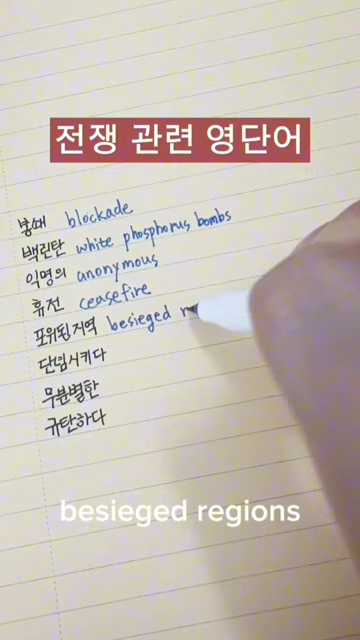 전쟁 관련 영단어
봉쇄 blockade
백린탄 white phosphorus bombs
익명의 anonymous
휴전 ceasefire
포위된 지역 besieged r
단념시키다
무분별한
규탄하다
besieged regions